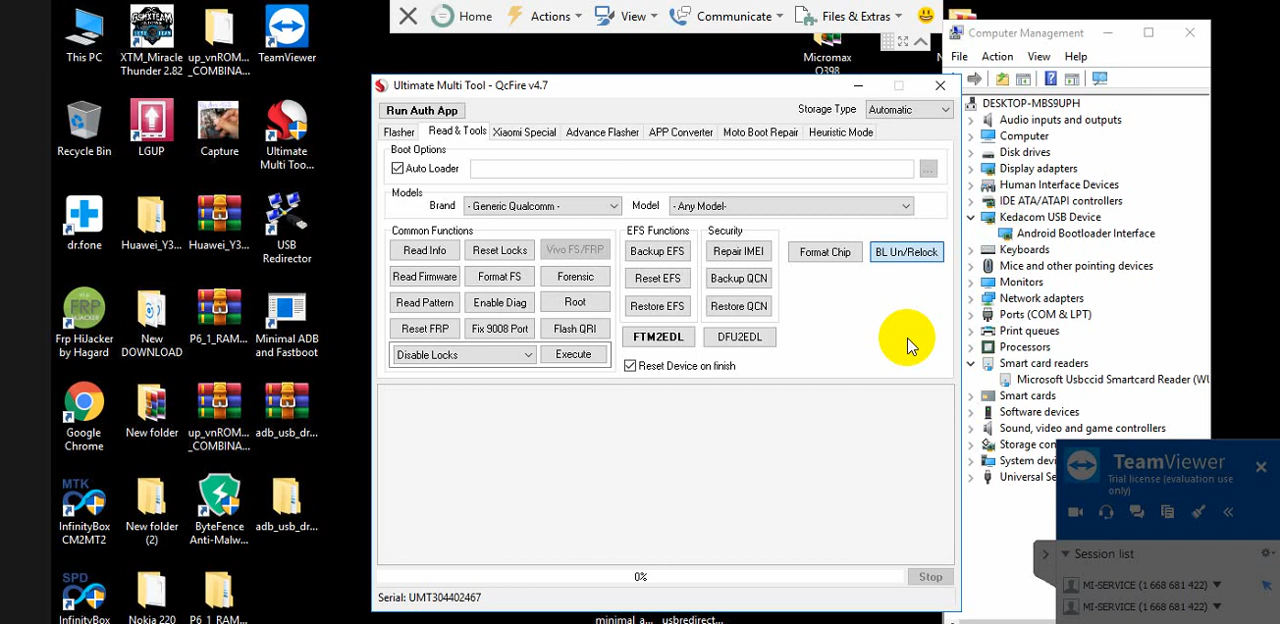 Home
Actions
View
Communicate
Files & Extras
This PC
XTM_Miracle
Thunder 2.82
up_vnROM...
_COMBINA...
TeamViewer
Recycle Bin
LGUP
Capture
Ultimate
Multi Too...
dr.fone
Huawei_Y3...
Huawei_Y3...
USB
Redirector
Frp HiJacker
by Hagard
New
DOWNLOAD
P6_1_RAM...
Minimal ADB
and Fastboot
Google
Chrome
New folder
up_vnROM...
_COMBINA...
adb_usb_dr...
MTK
InfinityBox
CM2MT2
New folder
(2)
ByteFence
Anti-Malw...
adb_usb_dr...
SPD
InfinityBox
Nokia 220
P6_1_RAM...
minimal_a...
usbredirect...
Micromax
Q398
Ultimate Multi Tool - QcFire v4.7
Run Auth App
Storage Type
Automatic
Flasher
Read & Tools
Xiaomi Special
Advance Flasher
APP Converter
Moto Boot Repair
Heuristic Mode
Boot Options
Auto Loader
...
Models
Brand
- Generic Qualcomm -
Model
- Any Model-
Common Functions
Read Info
Reset Locks
Vivo FS/FRP
Read Firmware
Format FS
Forensic
Read Pattern
Enable Diag
Root
Reset FRP
Fix 9008 Port
Flash QRI
Disable Locks
Execute
EFS Functions
Backup EFS
Reset EFS
Restore EFS
Security
Repair IMEI
Backup QCN
Restore QCN
Format Chip
BL Un/Relock
FTM2EDL
DFU2EDL
Reset Device on finish
0%
Stop
Serial: UMT304402467
Computer Management
File
Action
View
Help
DESKTOP-MBS9UPH
Audio inputs and outputs
Computer
Disk drives
Display adapters
Human Interface Devices
IDE ATA/ATAPI controllers
Kedacom USB Device
Android Bootloader Interface
Keyboards
Mice and other pointing devices
Monitors
Network adapters
Ports (COM & LPT)
Print queues
Processors
Smart card readers
Microsoft Usbccid Smartcard Reader (WU
Smart cards
Software devices
Sound, video and game controllers
Storage con
System devi
Universal Se
TeamViewer
Trial license (evaluation use
only)
Session list
MI-SERVICE (1 668 681 422)
MI-SERVICE (1 668 681 422)